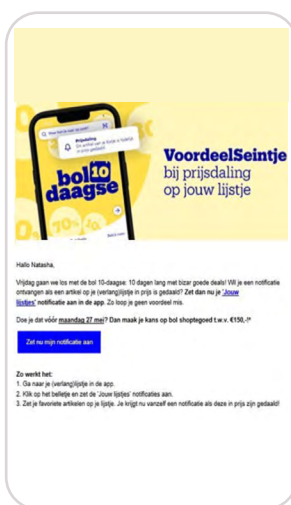 Prijsdaling
bol 10
daagse
70%
VoordeelSeintje
bij prijsdaling
op jouw lijstje
Hallo Natasha,
Vrijdag gaan we los met de bol 10-daagse: 10 dagen lang met bizar goede deals! Wil je een notificatie
ontvangen als een artikel op je (verlang)lijstje in prijs is gedaald? Zet dan nu je 'Jouw
lijstjes' notificatie aan in de app. Zo loop je geen voordeel mis.
Doe je dat vóór maandag 27 mei? Dan maak je kans op bol shoptegoed t.w.v. €150,-!*
Zet nu mijn notificatie aan
Zo werkt het:
1. Ga naar je (verlang)lijstje in de app.
2. Klik op het belletje en zet de 'Jouw lijstjes' notificaties aan.
3. Zet je favoriete artikelen op je lijstje. Je krijgt nu vanzelf een notificatie als deze in prijs zijn gedaald!